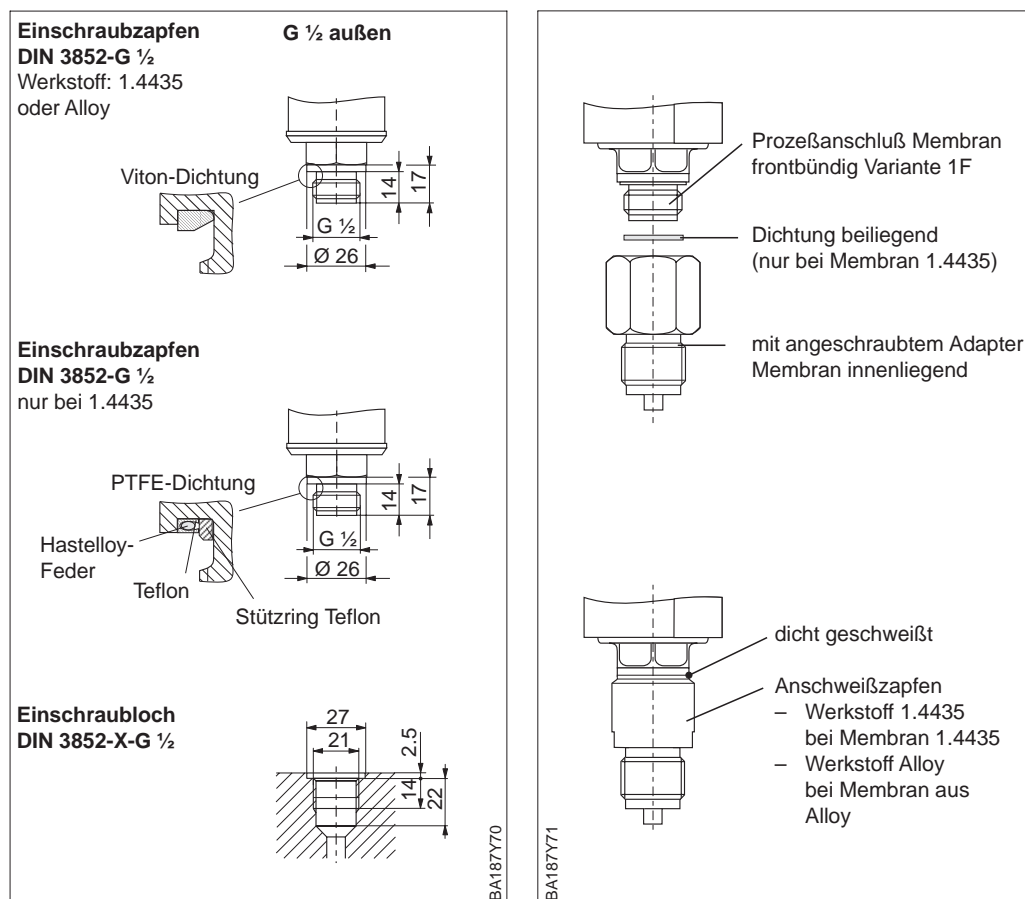 Einschraubzapfen
DIN 3852-G ½
Werkstoff: 1.4435
oder Alloy
G ½ außen
Viton-Dichtung
14
17
G ½
Ø 26
Einschraubzapfen
DIN 3852-G ½
nur bei 1.4435
PTFE-Dichtung
Hastelloy-
Feder
Teflon
Stützring Teflon
14
17
G ½
Ø 26
Einschraubloch
DIN 3852-X-G ½
27
21
2.5
14
22
BA187Y70
Prozeßanschluß Membran
frontbündig Variante 1F
Dichtung beiliegend
(nur bei Membran 1.4435)
mit angeschraubtem Adapter
Membran innenliegend
dicht geschweißt
Anschweißzapfen
– Werkstoff 1.4435
bei Membran 1.4435
– Werkstoff Alloy
bei Membran aus
Alloy
BA187Y71